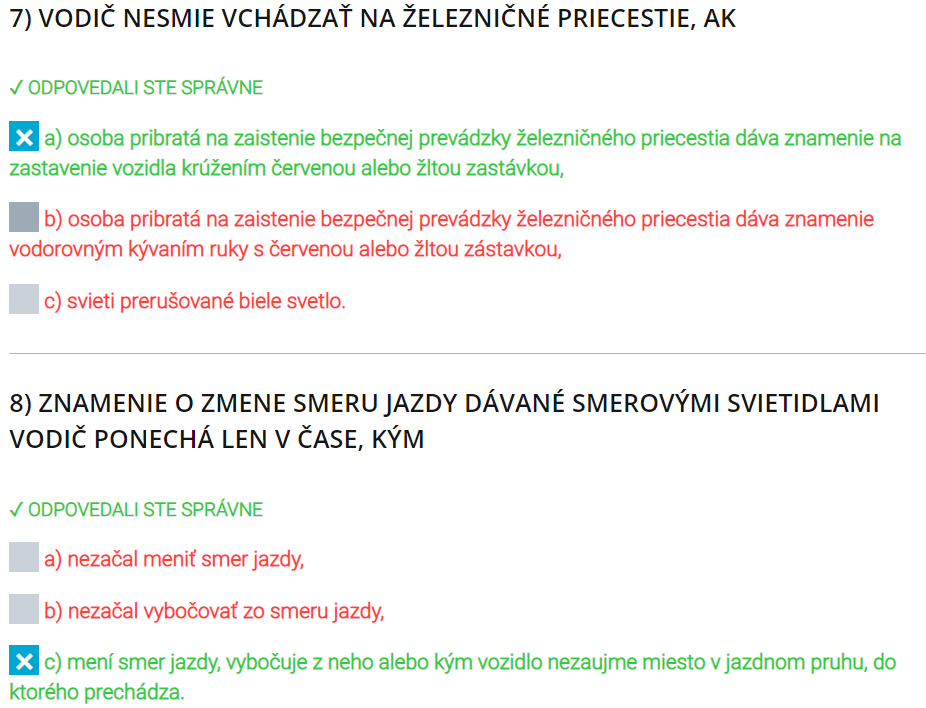 7) VODIČ NESMIE VCHÁDZAŤ NA ŽELEZNIČNÉ PRIECESTIE, AK
✓ ODPOVEDALI STE SPRÁVNE
a) osoba pribratá na zaistenie bezpečnej prevádzky železničného priecestia dáva znamenie na
zastavenie vozidla krúžením červenou alebo žltou zastávkou,
b) osoba pribratá na zaistenie bezpečnej prevádzky železničného priecestia dáva znamenie
vodorovným kývaním ruky s červenou alebo žltou zástavkou,
c) svieti prerušované biele svetlo.
8) ZNAMENIE O ZMENE SMERU JAZDY DÁVANÉ SMEROVÝMI SVIETIDLAMI
VODIČ PONECHÁ LEN V ČASE, KÝM
✓ ODPOVEDALI STE SPRÁVNE
a) nezačal meniť smer jazdy,
b) nezačal vybočovať zo smeru jazdy,
c) mení smer jazdy, vybočuje z neho alebo kým vozidlo nezaujme miesto v jazdnom pruhu, do
ktorého prechádza.